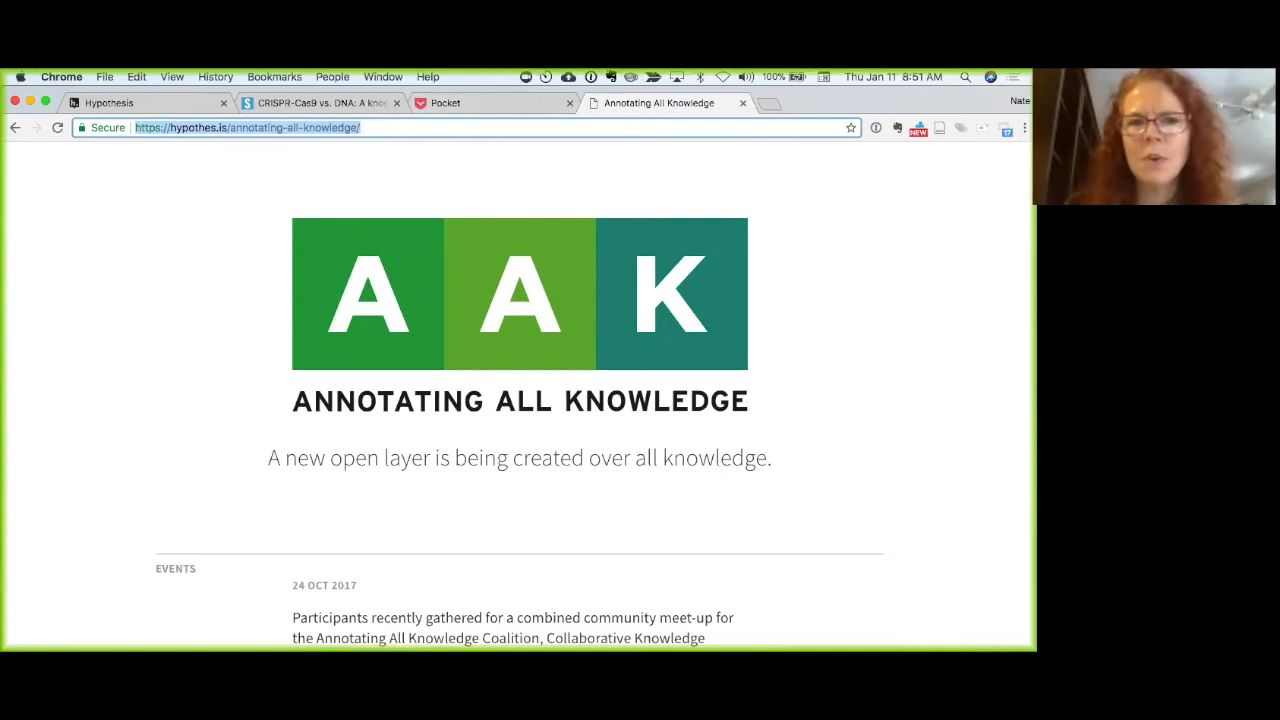 Chrome File Edit View History Bookmarks People Window Help 100% Thu Jan 11 8:51 AM
Hypothesis CRISPR-Cas9 vs. DNA: A knoc Pocket Annotating All Knowledge Nate
Secure https://hypothes.is/annotating-all-knowledge/ NEW 17
A A K
ANNOTATING ALL KNOWLEDGE
A new open layer is being created over all knowledge.
EVENTS
24 OCT 2017
Participants recently gathered for a combined community meet-up for
the Annotating All Knowledge Coalition, Collaborative Knowledge